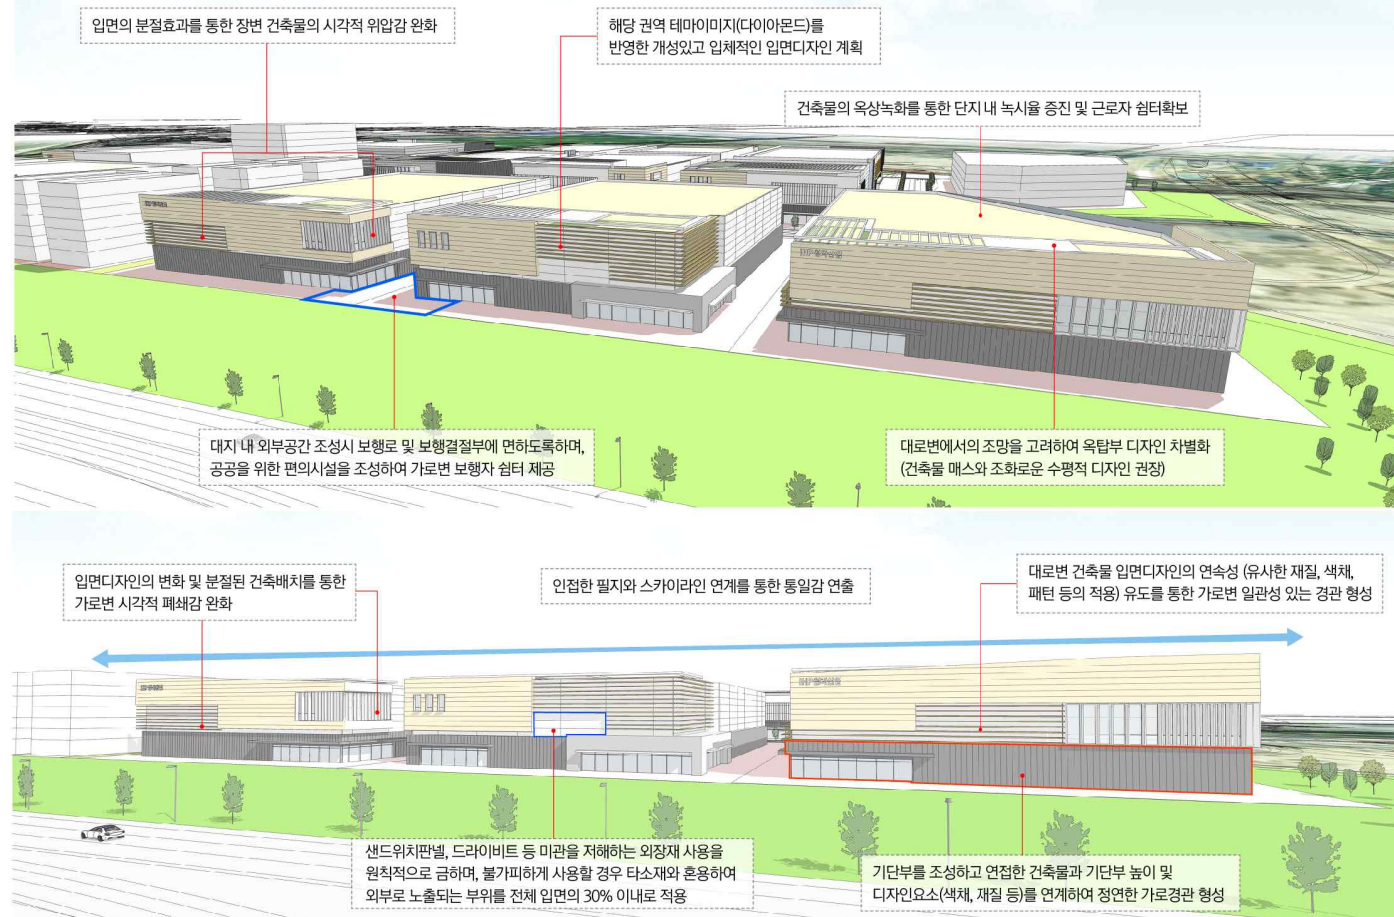 입면의 분절효과를 통한 장변 건축물의 시각적 위압감 완화
해당 권역 테마이미지(다이아몬드)를
반영한 개성있고 입체적인 입면디자인 계획
건축물의 옥상녹화를 통한 단지 내 녹시율 증진 및 근로자 쉼터확보
대지 내 외부공간 조성시 보행로 및 보행결절부에 면하도록하며,
공공을 위한 편의시설을 조성하여 가로변 보행자 쉼터 제공
대로변에서의 조망을 고려하여 옥탑부 디자인 차별화
(건축물 매스와 조화로운 수평적 디자인 권장)
입면디자인의 변화 및 분절된 건축배치를 통한
가로변 시각적 폐쇄감 완화
인접한 필지와 스카이라인 연계를 통한 통일감 연출
대로변 건축물 입면디자인의 연속성 (유사한 재질, 색채,
패턴 등의 적용) 유도를 통한 가로변 일관성 있는 경관 형성
샌드위치판넬, 드라이비트 등 미관을 저해하는 외장재 사용을
원칙적으로 금하며, 불가피하게 사용할 경우 타소재와 혼용하여
외부로 노출되는 부위를 전체 입면의 30% 이내로 적용
기단부를 조성하고 연접한 건축물과 기단부 높이 및
디자인요소(색채, 재질 등)를 연계하여 정연한 가로경관 형성